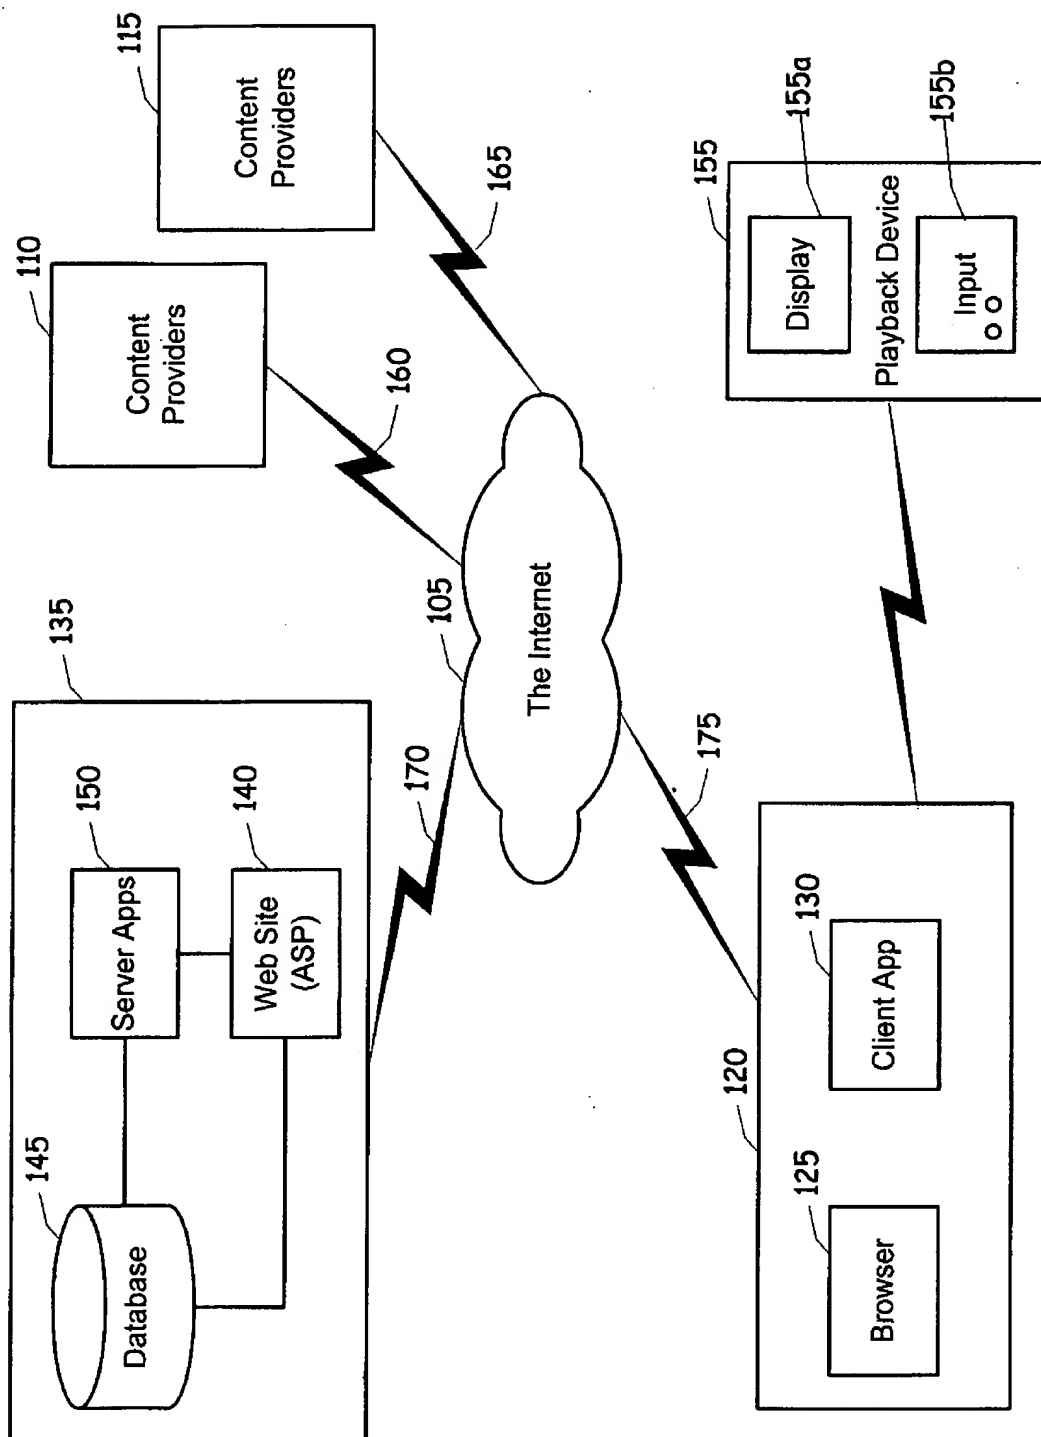 135
150
Server Apps
145
Database
140
Web Site
(ASP)
170
105
The Internet
110
Content
Providers
160
115
Content
Providers
165
175
120
125
Browser
130
Client App
155
155a
Display
Playback Device
155b
Input